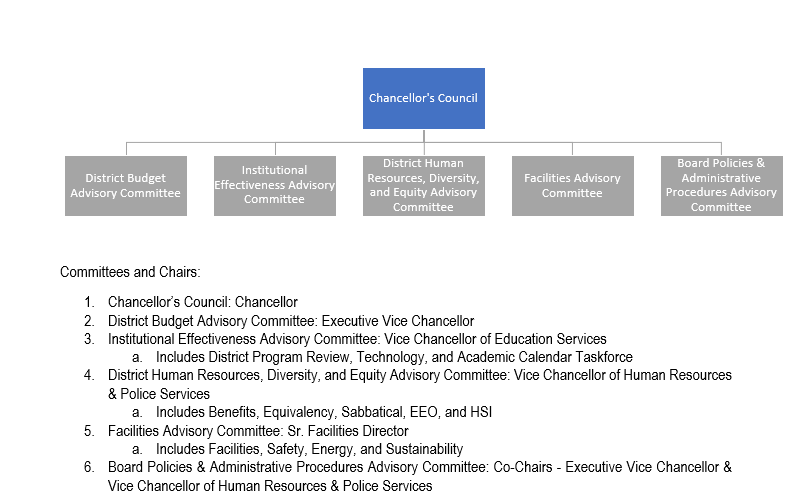 Chancellor's Council
District Budget
Advisory Committee
Institutional
Effectiveness Advisory
Committee
District Human
Resources, Diversity,
and Equity Advisory
Committee
Facilities Advisory
Committee
Board Policies &
Administrative
Procedures Advisory
Committee
Committees and Chairs:
1. Chancellor's Council: Chancellor
2. District Budget Advisory Committee: Executive Vice Chancellor
3. Institutional Effectiveness Advisory Committee: Vice Chancellor of Education Services
a. Includes District Program Review, Technology, and Academic Calendar Taskforce
4. District Human Resources, Diversity, and Equity Advisory Committee: Vice Chancellor of Human Resources
& Police Services
a. Includes Benefits, Equivalency, Sabbatical, EEO, and HSI
5. Facilities Advisory Committee: Sr. Facilities Director
a. Includes Facilities, Safety, Energy, and Sustainability
6. Board Policies & Administrative Procedures Advisory Committee: Co-Chairs - Executive Vice Chancellor &
Vice Chancellor of Human Resources & Police Services